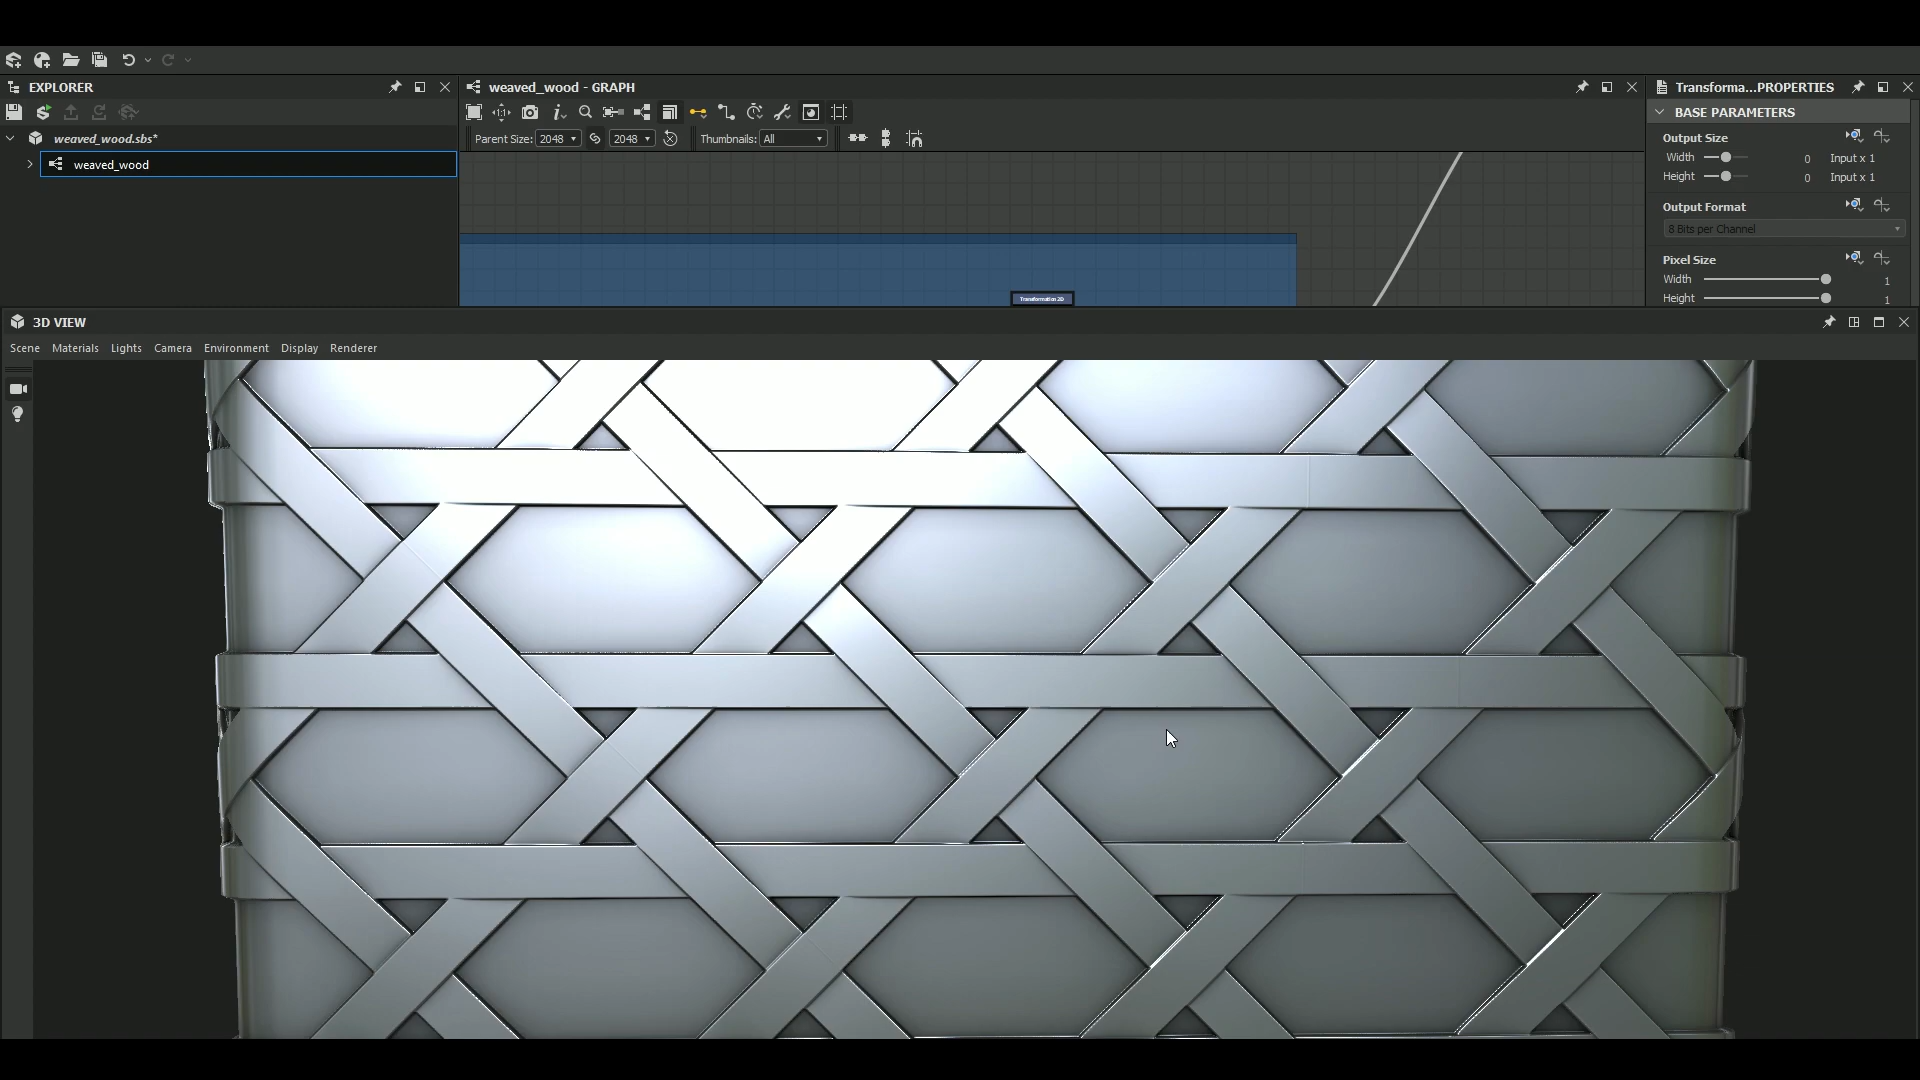 EXPLORER
weaved_wood.sbs*
weaved_wood
weaved_wood - GRAPH
Parent Size: 2048 2048 Thumbnails: All
Transformation 2D
Transforma...PROPERTIES
BASE PARAMETERS
Output Size
Width 0 Input x 1
Height 0 Input x 1
Output Format
8 Bits per Channel
Pixel Size
Width 1
Height 1
3D VIEW
Scene Materials Lights Camera Environment Display Renderer